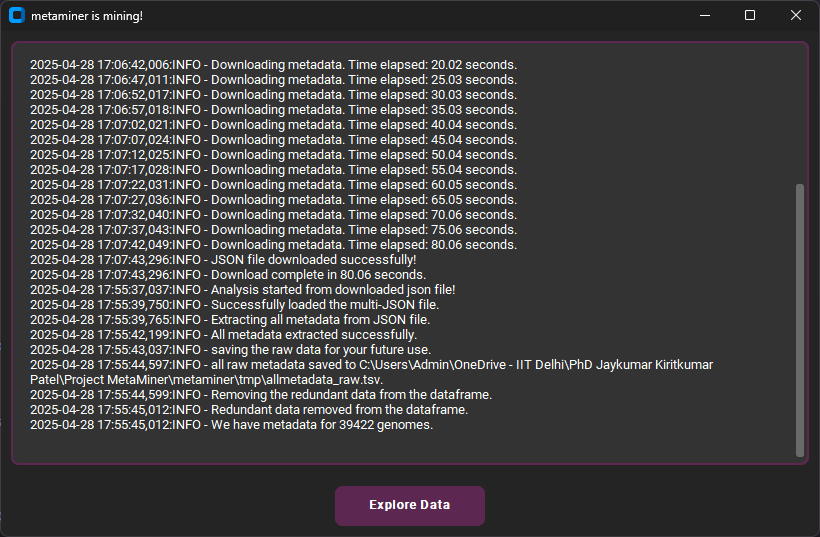 metaminer is mining!
2025-04-28 17:06:42,006:INFO - Downloading metadata. Time elapsed: 20.02 seconds.
2025-04-28 17:06:47,011:INFO - Downloading metadata. Time elapsed: 25.03 seconds.
2025-04-28 17:06:52,017:INFO - Downloading metadata. Time elapsed: 30.03 seconds.
2025-04-28 17:06:57,018:INFO - Downloading metadata. Time elapsed: 35.03 seconds.
2025-04-28 17:07:02,021:INFO - Downloading metadata. Time elapsed: 40.04 seconds.
2025-04-28 17:07:07,024:INFO - Downloading metadata. Time elapsed: 45.04 seconds.
2025-04-28 17:07:12,025:INFO - Downloading metadata. Time elapsed: 50.04 seconds.
2025-04-28 17:07:17,028:INFO - Downloading metadata. Time elapsed: 55.04 seconds.
2025-04-28 17:07:22,031:INFO - Downloading metadata. Time elapsed: 60.05 seconds.
2025-04-28 17:07:27,036:INFO - Downloading metadata. Time elapsed: 65.05 seconds.
2025-04-28 17:07:32,040:INFO - Downloading metadata. Time elapsed: 70.06 seconds.
2025-04-28 17:07:37,043:INFO - Downloading metadata. Time elapsed: 75.06 seconds.
2025-04-28 17:07:42,049:INFO - Downloading metadata. Time elapsed: 80.06 seconds.
2025-04-28 17:07:43,296:INFO - JSON file downloaded successfully!
2025-04-28 17:07:43,296:INFO - Download complete in 80.06 seconds.
2025-04-28 17:55:37,037:INFO - Analysis started from downloaded json file!
2025-04-28 17:55:39,750:INFO - Successfully loaded the multi-JSON file.
2025-04-28 17:55:39,765:INFO - Extracting all metadata from JSON file.
2025-04-28 17:55:42,199:INFO - All metadata extracted successfully.
2025-04-28 17:55:43,037:INFO - saving the raw data for your future use.
2025-04-28 17:55:44,597:INFO - all raw metadata saved to C:\Users\Admin\OneDrive - IIT Delhi\PhD Jaykumar Kiritkumar
Patel\Project MetaMiner\metaminer\tmp\allmetadata_raw.tsv.
2025-04-28 17:55:44,599:INFO - Removing the redundant data from the dataframe.
2025-04-28 17:55:45,012:INFO - Redundant data removed from the dataframe.
2025-04-28 17:55:45,012:INFO - We have metadata for 39422 genomes.
Explore Data